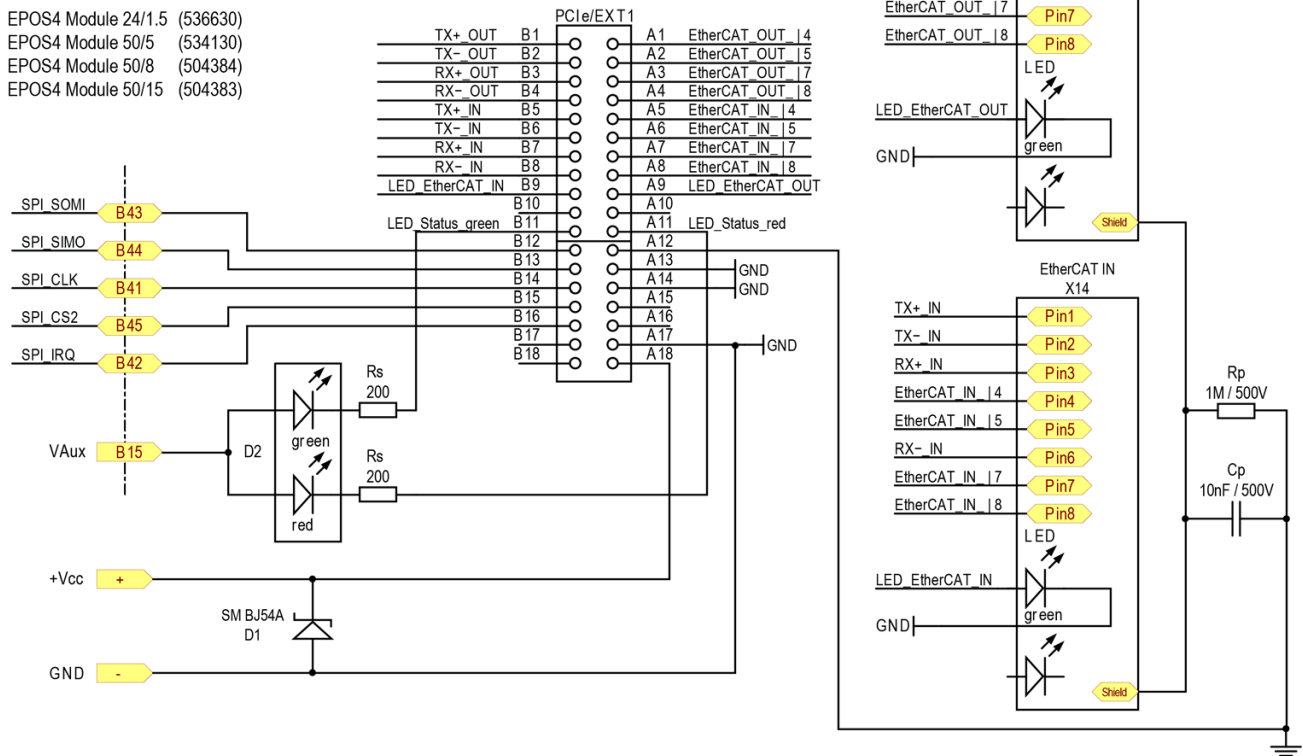 EPOS4 Module 24/1.5 (536630)
EPOS4 Module 50/5 (534130)
EPOS4 Module 50/8 (504384)
EPOS4 Module 50/15 (504383)
PCIe/EXT1
TX+_OUT B1 A1 EtherCAT_OUT_|4
TX-_OUT B2 A2 EtherCAT_OUT_|5
RX+_OUT B3 A3 EtherCAT_OUT_|7
RX-_OUT B4 A4 EtherCAT_OUT_|8
TX+_IN B5 A5 EtherCAT_IN_|4
TX-_IN B6 A6 EtherCAT_IN_|5
RX+_IN B7 A7 EtherCAT_IN_|7
RX-_IN B8 A8 EtherCAT_IN_|8
LED_EtherCAT_IN B9 A9 LED_EtherCAT_OUT
B10 A10
LED_Status_green B11 A11 LED_Status_red
B12 A12
B13 A13 GND
B14 A14 GND
B15 A15
B16 A16
B17 A17 GND
B18 A18
SPI_SOMI B43
SPI_SIMO B44
SPI_CLK B41
SPI_CS2 B45
SPI_IRQ B42
VAux B15
D2
green
red
Rs
200
Rs
200
+Vcc +
SMBJ54A
D1
GND -
EtherCAT_OUT_|7 Pin7
EtherCAT_OUT_|8 Pin8
LED
LED_EtherCAT_OUT
green
GND
Shield
EtherCAT IN
X14
TX+_IN Pin1
TX-_IN Pin2
RX+_IN Pin3
EtherCAT_IN_|4 Pin4
EtherCAT_IN_|5 Pin5
RX-_IN Pin6
EtherCAT_IN_|7 Pin7
EtherCAT_IN_|8 Pin8
LED
LED_EtherCAT_IN
green
GND
Shield
Rp
1M / 500V
Cp
10nF / 500V